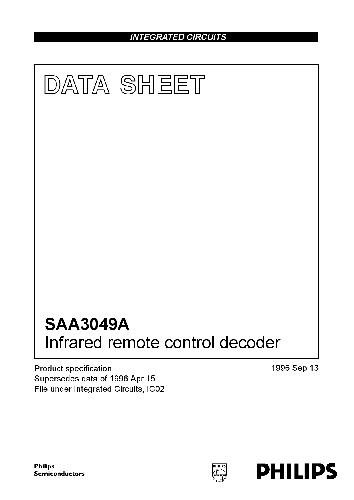 INTEGRATED CIRCUITS
DATA SHEET
SAA3049A
Infrared remote control decoder
Product specification
Supersedes data of 1996 Apr 15
File under Integrated Circuits, IC02
1996 Sep 13
Philips
Semiconductors
PHILIPS